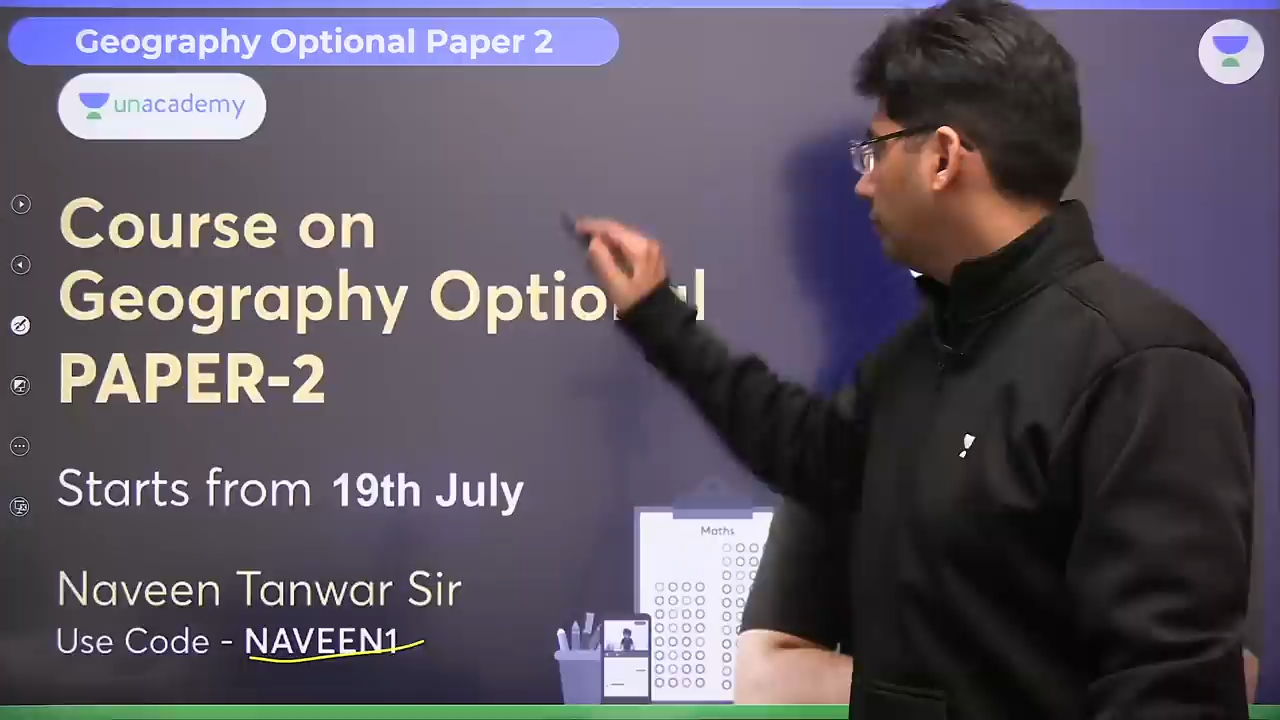 Geography Optional Paper 2
unacademy
Course on
Geography Optional
PAPER-2
Starts from 19th July
Naveen Tanwar Sir
Use Code - NAVEEN1
Maths